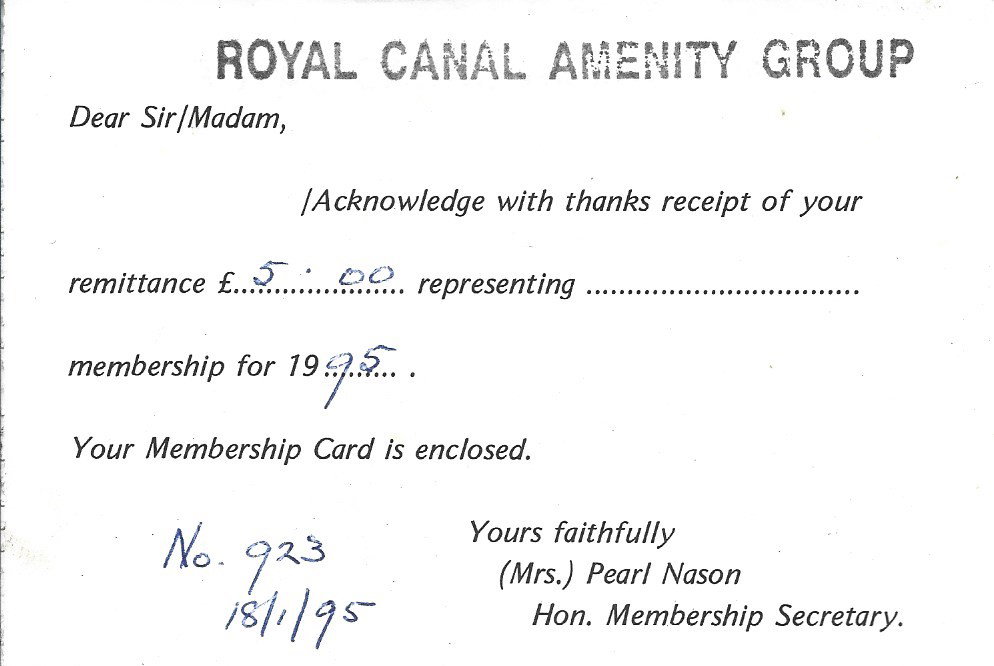 ROYAL CANAL AMENITY GROUP
Dear Sir/Madam,
/Acknowledge with thanks receipt of your
remittance £..5.:..00.. representing .................................
membership for 19 95 .
Your Membership Card is enclosed.
No. 923
18/1/95
Yours faithfully
(Mrs.) Pearl Nason
Hon. Membership Secretary.